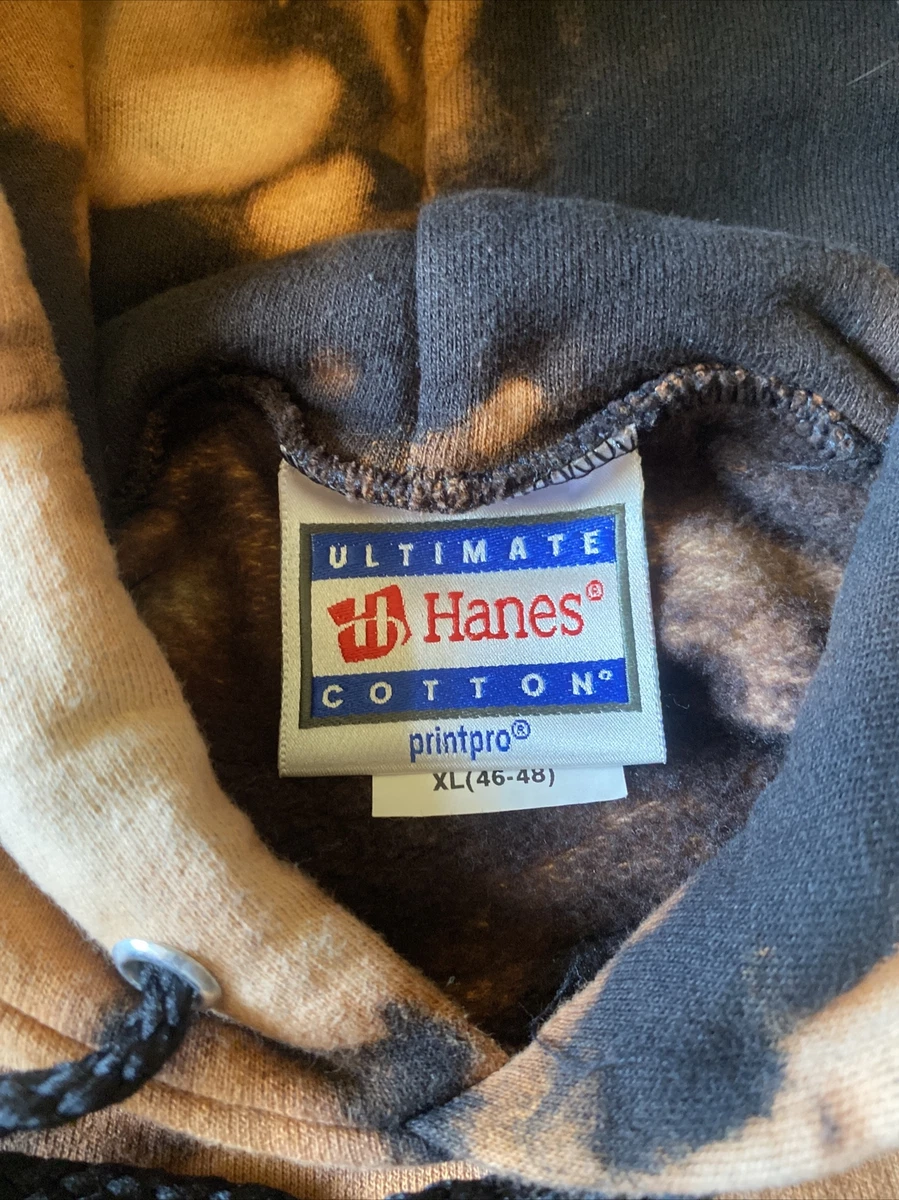 ULTIMATE
Hanes®
COTTON®
printpro®
XL(46-48)